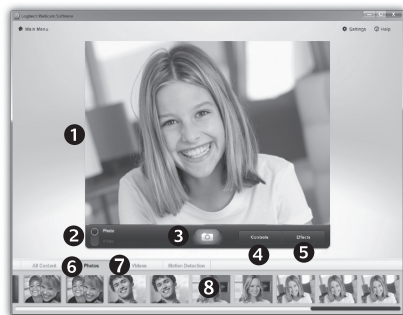 Logitech Webcam Software
Main Menu
Settings
Help
1
2
Photo
Video
3
Controls
Effects
4
5
All Content
6
Photos
7
Videos
Motion Detection
8